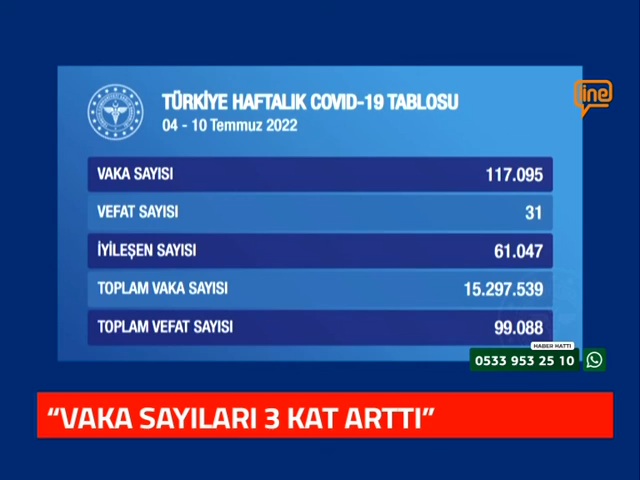 TÜRKİYE HAFTALIK COVID-19 TABLOSU
04 - 10 Temmuz 2022
line
VAKA SAYISI 117.095
VEFAT SAYISI 31
İYİLEŞEN SAYISI 61.047
TOPLAM VAKA SAYISI 15.297.539
TOPLAM VEFAT SAYISI 99.088
HABER HATTI
0533 953 25 10
“VAKA SAYILARI 3 KAT ARTTI”